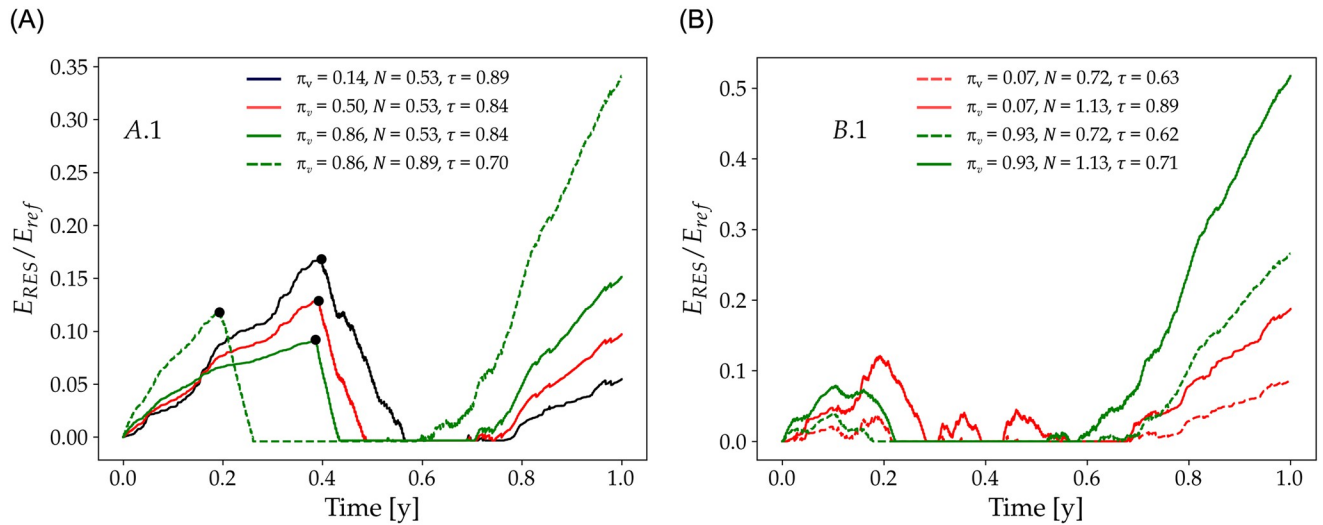 (A)
A.1
π_v = 0.14, N = 0.53, τ = 0.89
π_v = 0.50, N = 0.53, τ = 0.84
π_v = 0.86, N = 0.53, τ = 0.84
π_v = 0.86, N = 0.89, τ = 0.70
E_RES / E_ref
0.35
0.30
0.25
0.20
0.15
0.10
0.05
0.00
0.0 0.2 0.4 0.6 0.8 1.0
Time [y]
(B)
B.1
π_v = 0.07, N = 0.72, τ = 0.63
π_v = 0.07, N = 1.13, τ = 0.89
π_v = 0.93, N = 0.72, τ = 0.62
π_v = 0.93, N = 1.13, τ = 0.71
E_RES / E_ref
0.5
0.4
0.3
0.2
0.1
0.0
0.0 0.2 0.4 0.6 0.8 1.0
Time [y]